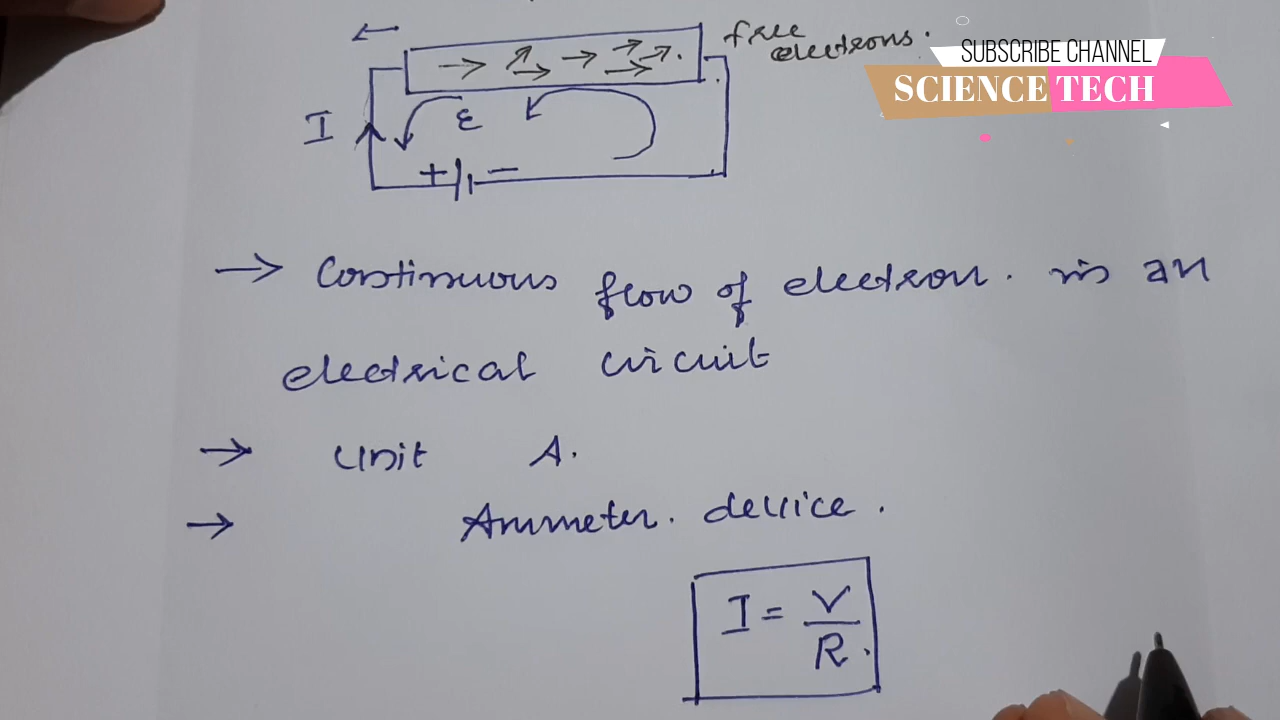 free
electrons.
SUBSCRIBE CHANNEL
SCIENCE TECH
I
ε
+ -
→ Continuous flow of electron. in an
electrical circuit
→ Unit A.
→ Ammeter. device.
I = V/R.